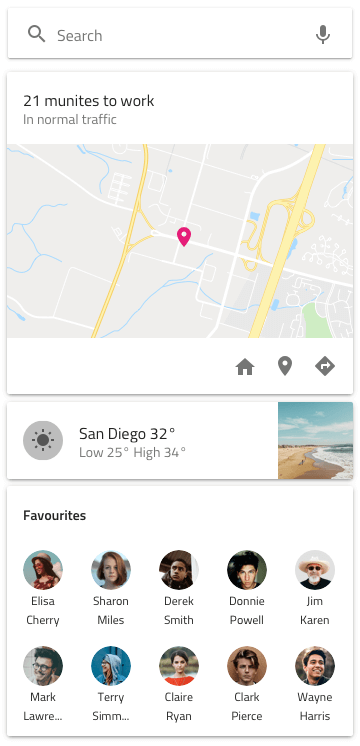 Search
21 munites to work
In normal traffic
San Diego 32°
Low 25° High 34°
Favourites
Elisa Cherry
Sharon Miles
Derek Smith
Donnie Powell
Jim Karen
Mark Lawre...
Terry Simm...
Claire Ryan
Clark Pierce
Wayne Harris